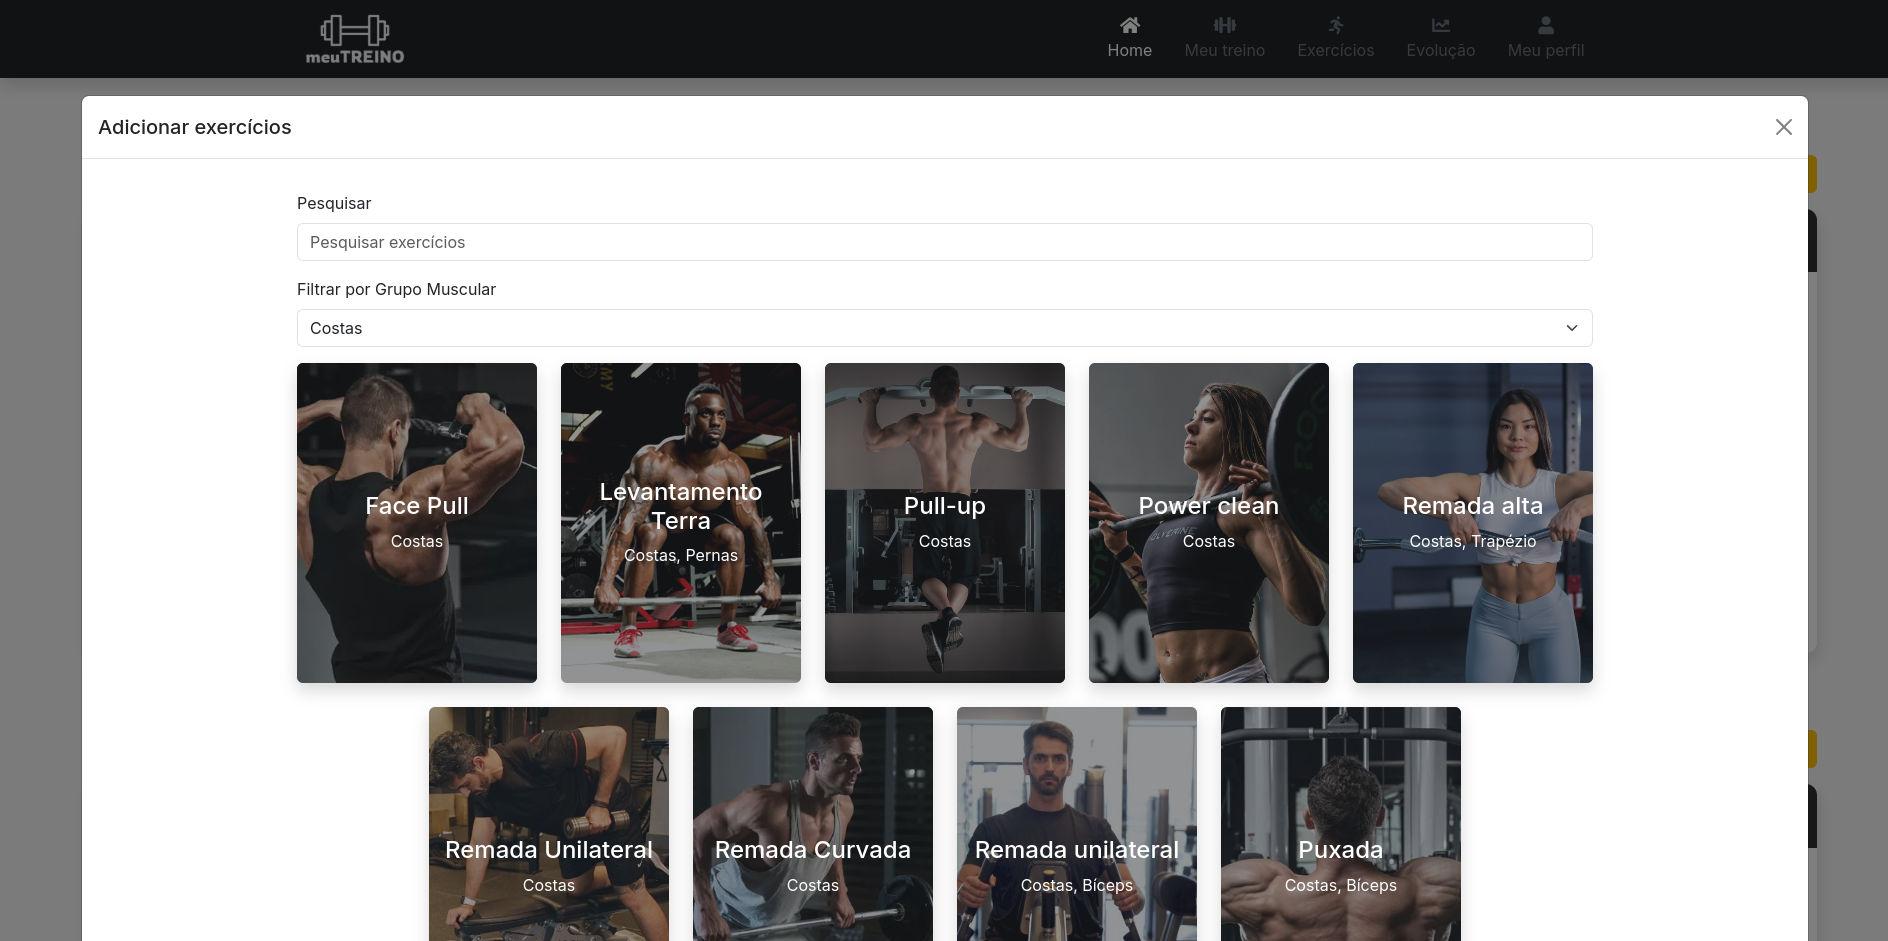 meuTREINO
Home
Meu treino
Exercícios
Evolução
Meu perfil
Adicionar exercícios
Pesquisar
Pesquisar exercícios
Filtrar por Grupo Muscular
Costas
Face Pull
Costas
Levantamento
Terra
Costas, Pernas
Pull-up
Costas
Power clean
Costas
Remada alta
Costas, Trapézio
Remada Unilateral
Costas
Remada Curvada
Costas
Remada unilateral
Costas, Bíceps
Puxada
Costas, Bíceps